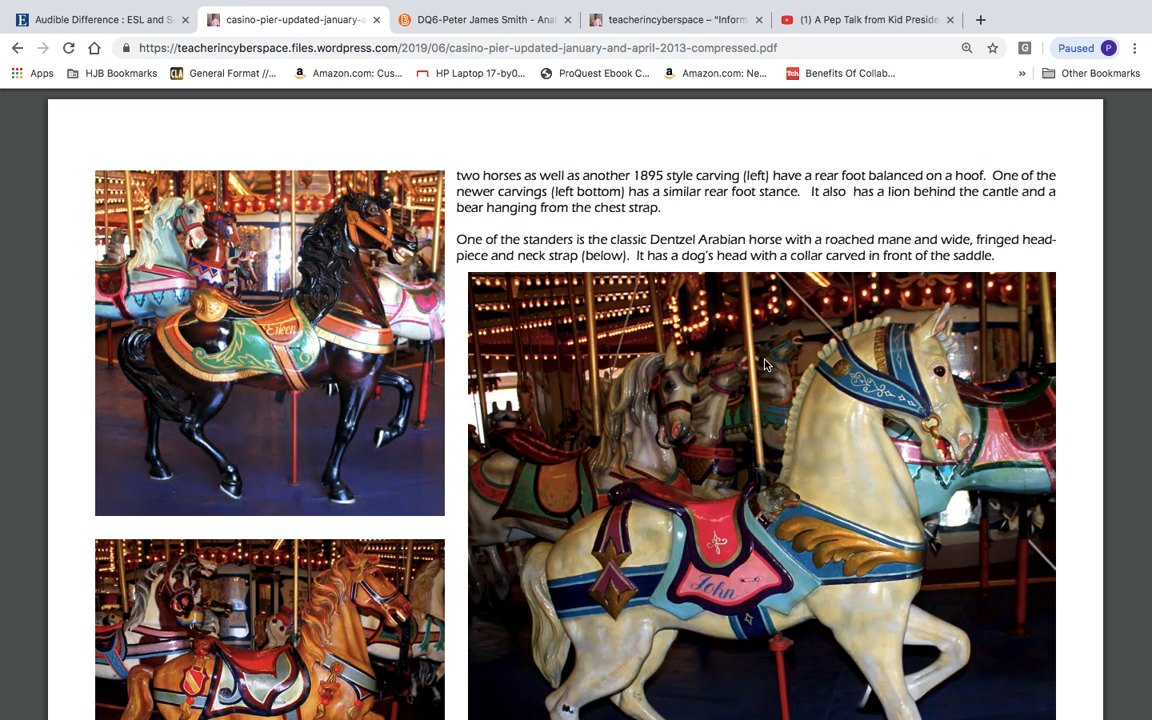 Audible Difference : ESL and S
casino-pier-updated-january-a
DQ6-Peter James Smith - Ana
teacherincyberspace – "Inform
(1) A Pep Talk from Kid Preside
https://teacherincyberspace.files.wordpress.com/2019/06/casino-pier-updated-january-and-april-2013-compressed.pdf
Paused P
Apps HJB Bookmarks CLA General Format //... Amazon.com: Cus... HP Laptop 17-by0... ProQuest Ebook C... Amazon.com: Ne... Tch Benefits Of Collab... » Other Bookmarks
two horses as well as another 1895 style carving (left) have a rear foot balanced on a hoof. One of the
newer carvings (left bottom) has a similar rear foot stance. It also has a lion behind the cantle and a
bear hanging from the chest strap.
One of the standers is the classic Dentzel Arabian horse with a roached mane and wide, fringed head-
piece and neck strap (below). It has a dog's head with a collar carved in front of the saddle.
Eileen
John